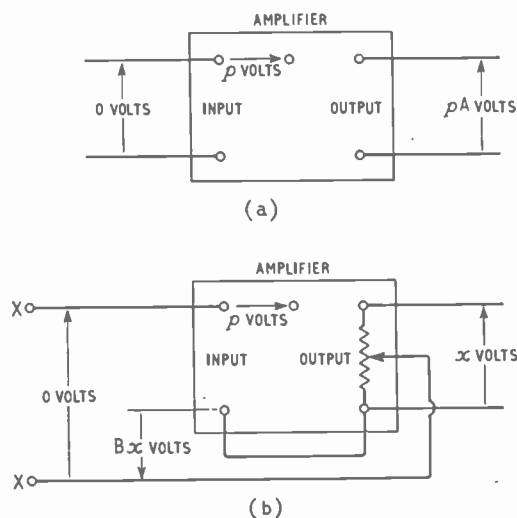 AMPLIFIER
p VOLTS
0 VOLTS
INPUT
OUTPUT
pA VOLTS
(a)
AMPLIFIER
X
p VOLTS
INPUT
OUTPUT
x VOLTS
0 VOLTS
Bx VOLTS
X
(b)